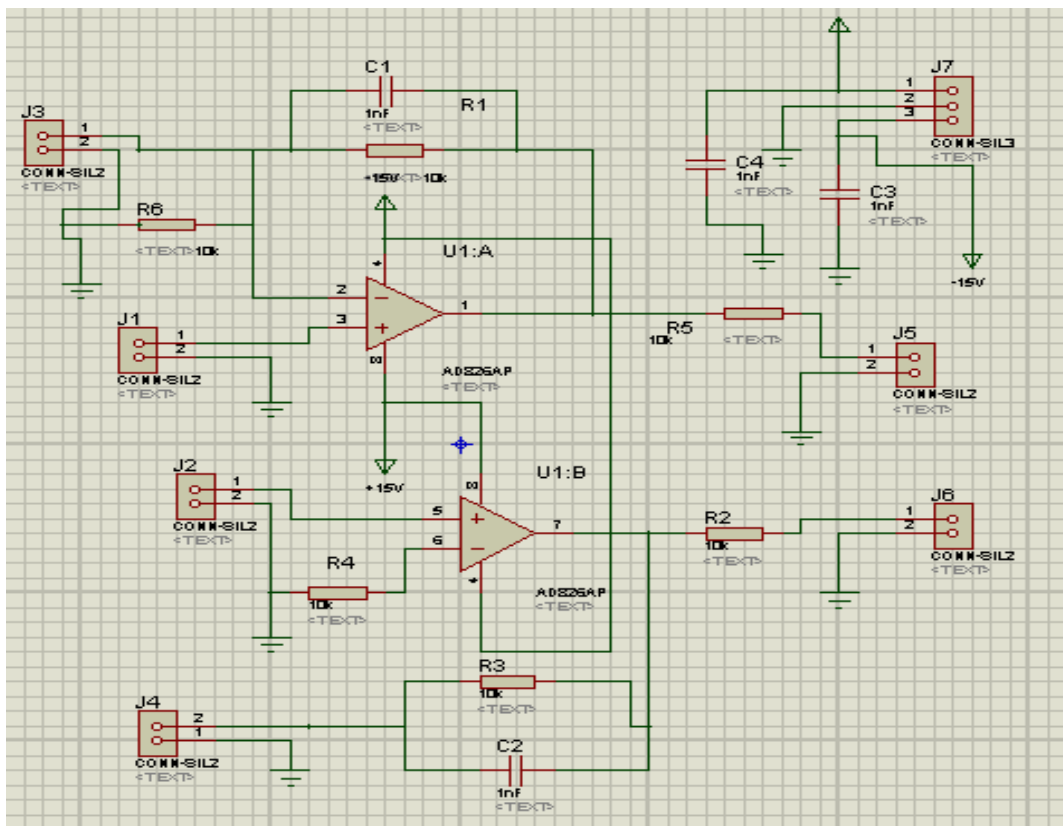 C1
1nF
<TEXT>
R1
+15V
<TEXT>
10k
J3
1
2
CONN-SIL2
<TEXT>
R6
<TEXT>
10k
J7
1
2
3
CONN-SIL3
<TEXT>
C4
1nF
<TEXT>
C3
1nF
<TEXT>
-15V
U1:A
4
2
3
1
8
AD826AP
<TEXT>
J1
1
2
CONN-SIL2
<TEXT>
R5
10k
<TEXT>
J5
1
2
CONN-SIL2
<TEXT>
+15V
J2
1
2
CONN-SIL2
<TEXT>
U1:B
8
5
6
7
4
AD826AP
<TEXT>
R4
10k
<TEXT>
R2
10k
<TEXT>
J6
1
2
CONN-SIL2
<TEXT>
R3
10k
<TEXT>
J4
2
1
CONN-SIL2
<TEXT>
C2
1nF
<TEXT>